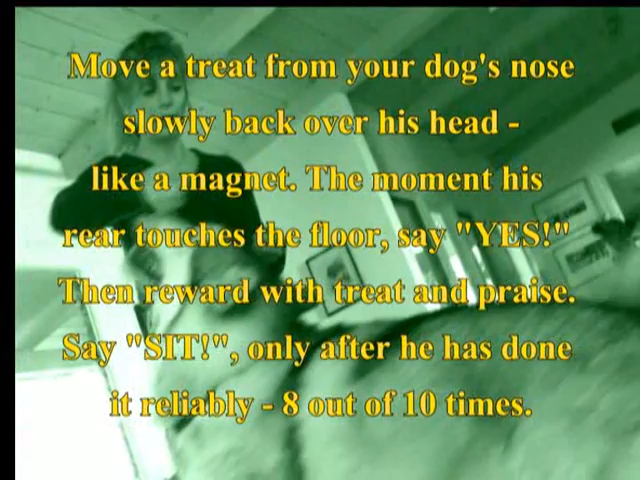 Move a treat from your dog's nose
slowly back over his head -
like a magnet. The moment his
rear touches the floor, say "YES!"
Then reward with treat and praise.
Say "SIT!", only after he has done
it reliably - 8 out of 10 times.